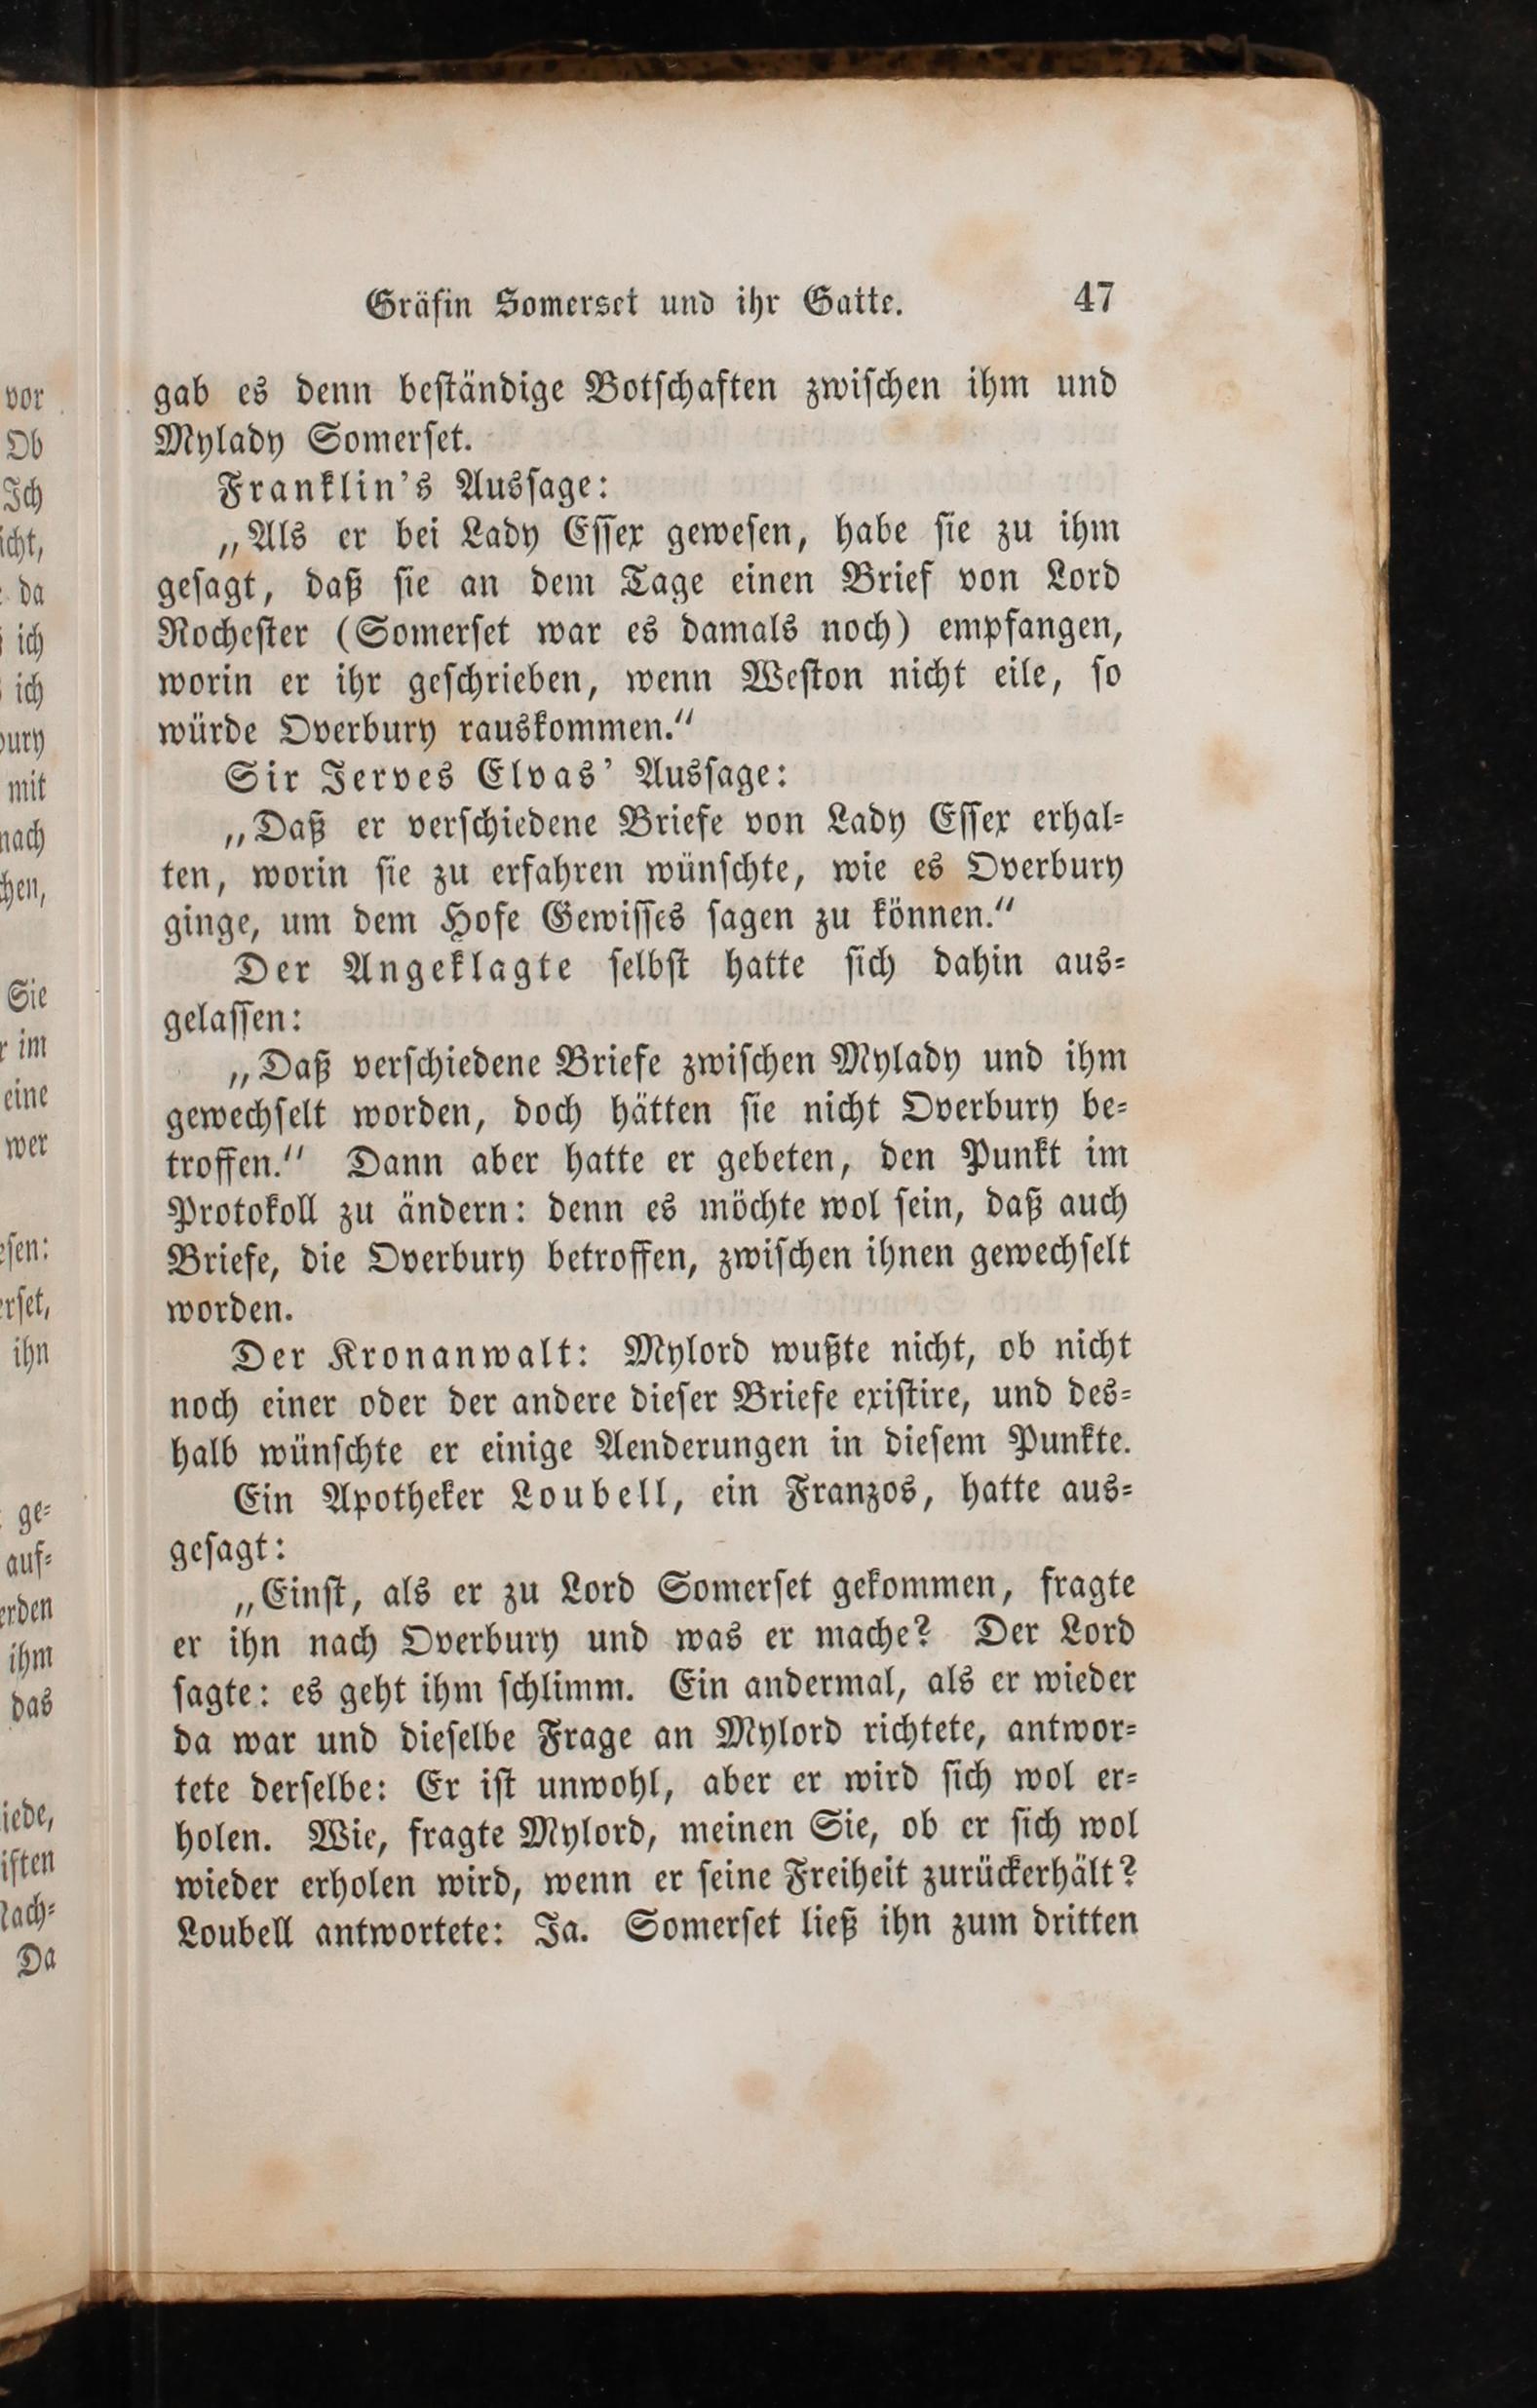 Gräfin Somerset und ihr Gatte. 47
gab es denn beständige Botschaften zwischen ihm und
Mylady Somerset.
Franklin's Aussage:
„Als er bei Lady Essex gewesen, habe sie zu ihm
gesagt, daß sie an dem Tage einen Brief von Lord
Rochester (Somerset war es damals noch) empfangen,
worin er ihr geschrieben, wenn Weston nicht eile, so
würde Overbury rauskommen.“
Sir Jerves Elvas' Aussage:
„Daß er verschiedene Briefe von Lady Essex erhal-
ten, worin sie zu erfahren wünschte, wie es Overbury
ginge, um dem Hofe Gewisses sagen zu können.“
Der Angeklagte selbst hatte sich dahin aus-
gelassen:
„Daß verschiedene Briefe zwischen Mylady und ihm
gewechselt worden, doch hätten sie nicht Overbury be-
troffen.“ Dann aber hatte er gebeten, den Punkt im
Protokoll zu ändern: denn es möchte wol sein, daß auch
Briefe, die Overbury betroffen, zwischen ihnen gewechselt
worden.
Der Kronanwalt: Mylord wußte nicht, ob nicht
noch einer oder der andere dieser Briefe existire, und des-
halb wünschte er einige Aenderungen in diesem Punkte.
Ein Apotheker Loubell, ein Franzos, hatte aus-
gesagt:
„Einst, als er zu Lord Somerset gekommen, fragte
er ihn nach Overbury und was er mache? Der Lord
sagte: es geht ihm schlimm. Ein andermal, als er wieder
da war und dieselbe Frage an Mylord richtete, antwor-
tete derselbe: Er ist unwohl, aber er wird sich wol er-
holen. Wie, fragte Mylord, meinen Sie, ob er sich wol
wieder erholen wird, wenn er seine Freiheit zurückerhält?
Loubell antwortete: Ja. Somerset ließ ihn zum dritten